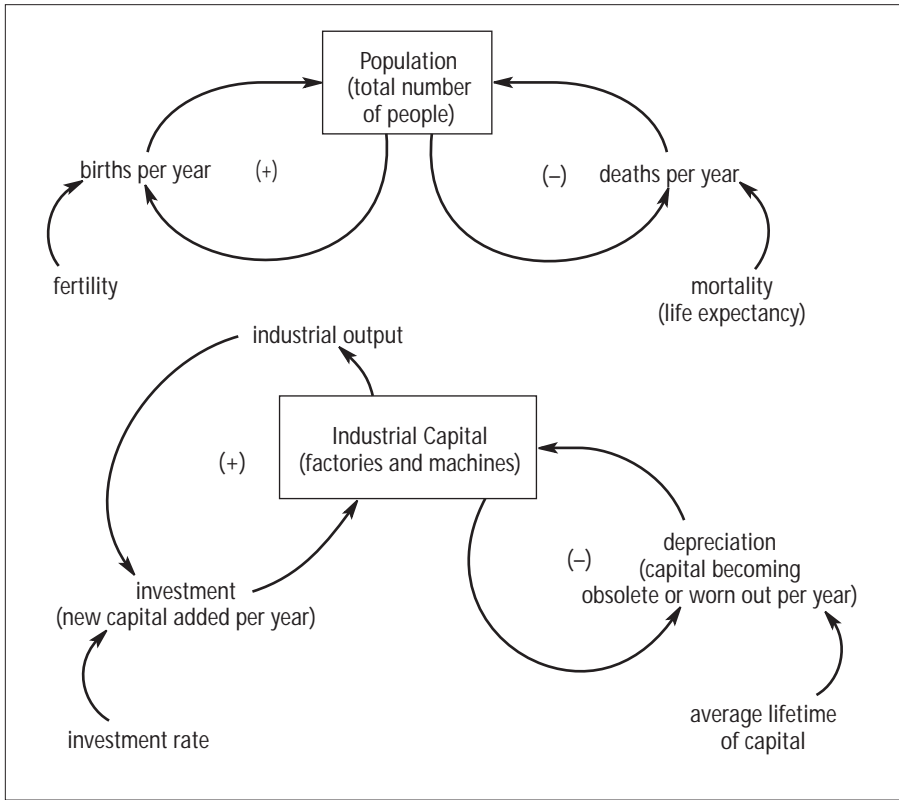 Population
(total number
of people)
births per year
(+)
(–)
deaths per year
fertility
mortality
(life expectancy)
industrial output
Industrial Capital
(factories and machines)
(+)
depreciation
(capital becoming
obsolete or worn out per year)
(–)
investment
(new capital added per year)
average lifetime
of capital
investment rate